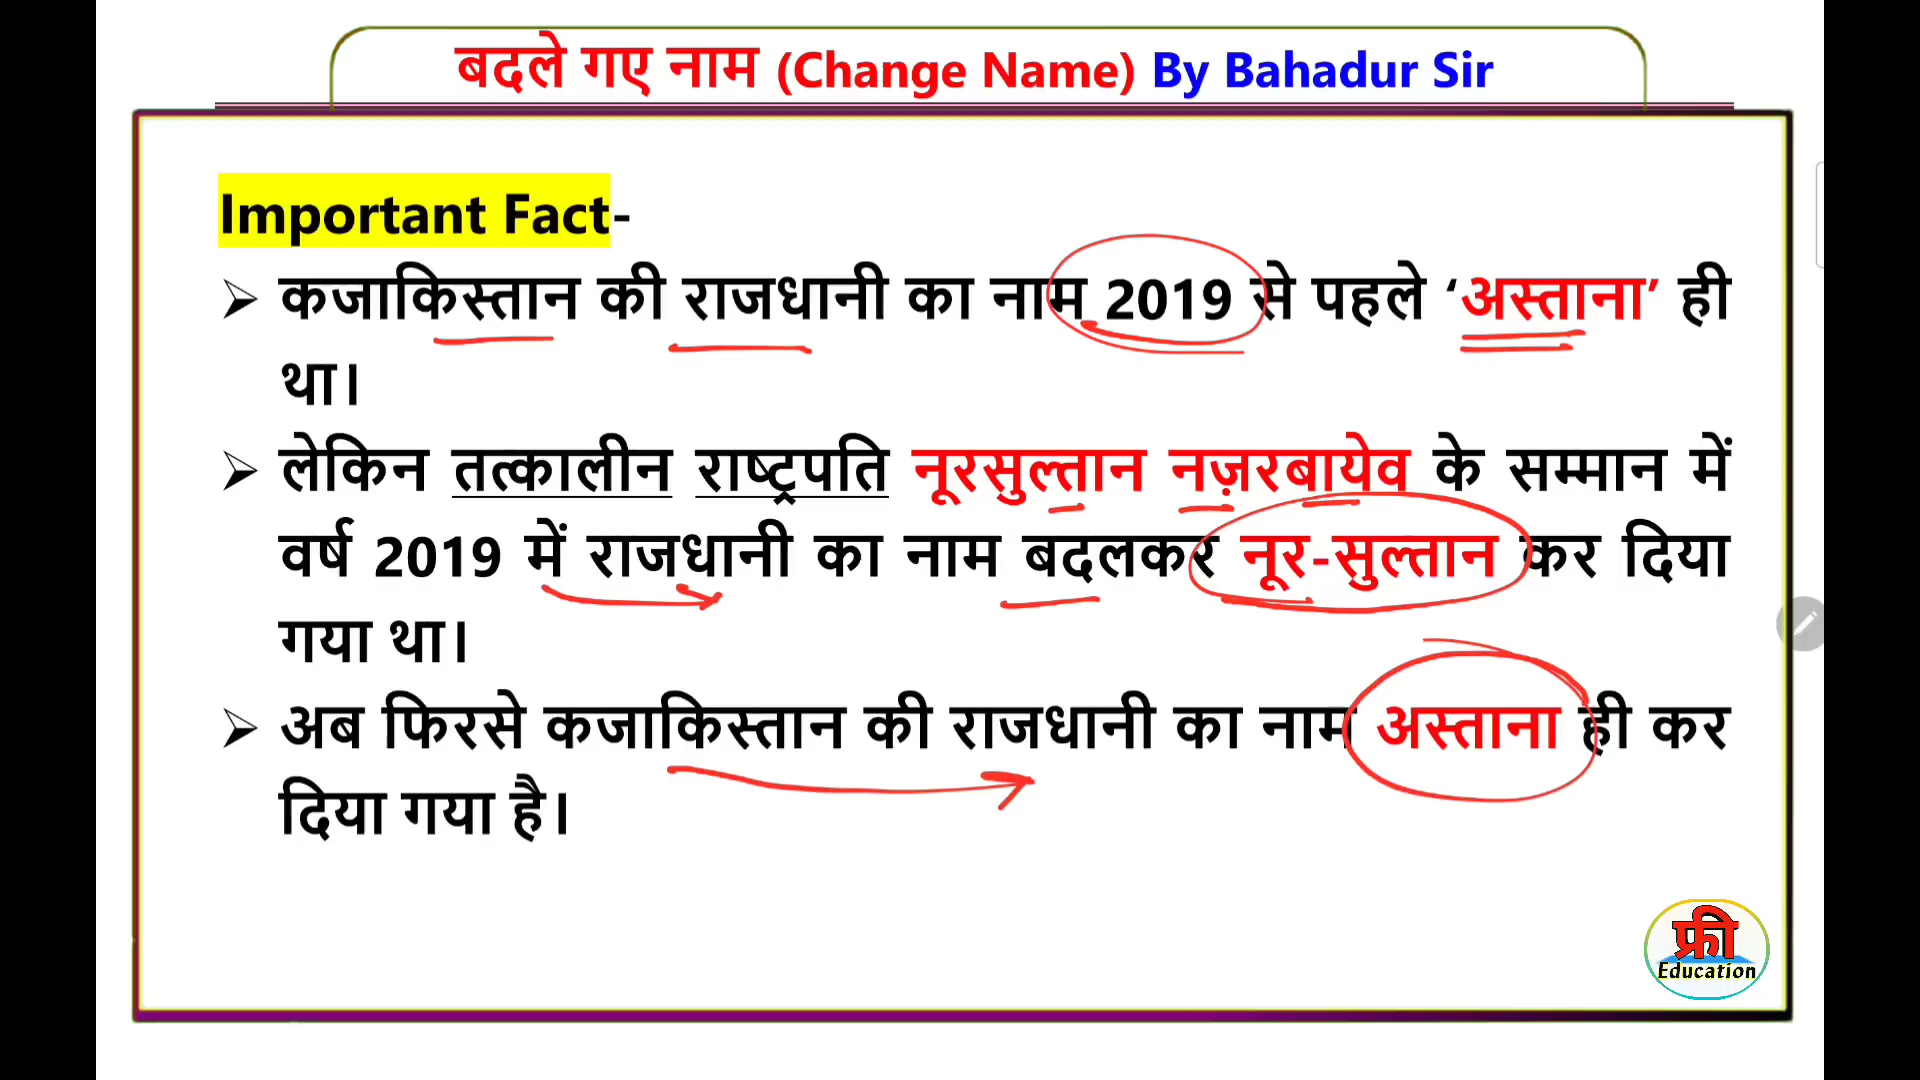 बदले गए नाम (Change Name) By Bahadur Sir
Important Fact-
➢ कजाकिस्तान की राजधानी का नाम 2019 से पहले ‘अस्ताना’ ही
था।
➢ लेकिन तत्कालीन राष्ट्रपति नूरसुल्तान नज़रबायेव के सम्मान में
वर्ष 2019 में राजधानी का नाम बदलकर नूर-सुल्तान कर दिया
गया था।
➢ अब फिरसे कजाकिस्तान की राजधानी का नाम अस्ताना ही कर
दिया गया है।
फ्री
Education